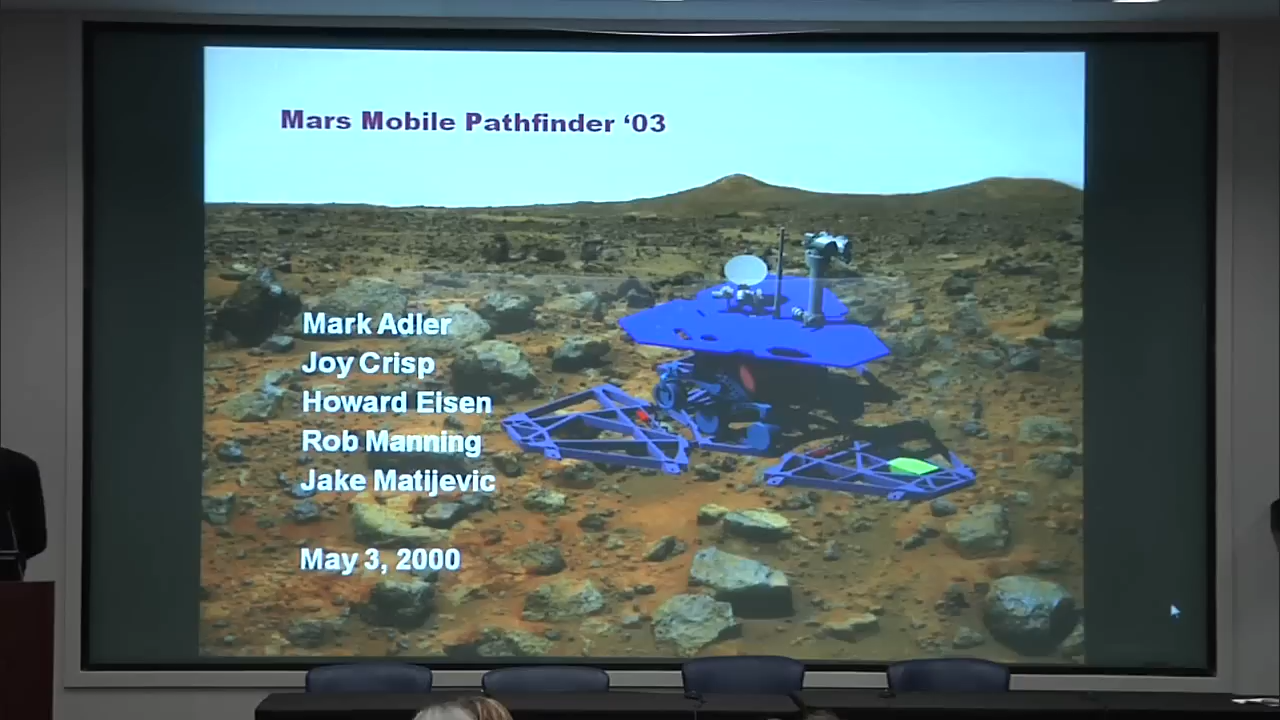 Mars Mobile Pathfinder ‘03
Mark Adler
Joy Crisp
Howard Eisen
Rob Manning
Jake Matijevic
May 3, 2000